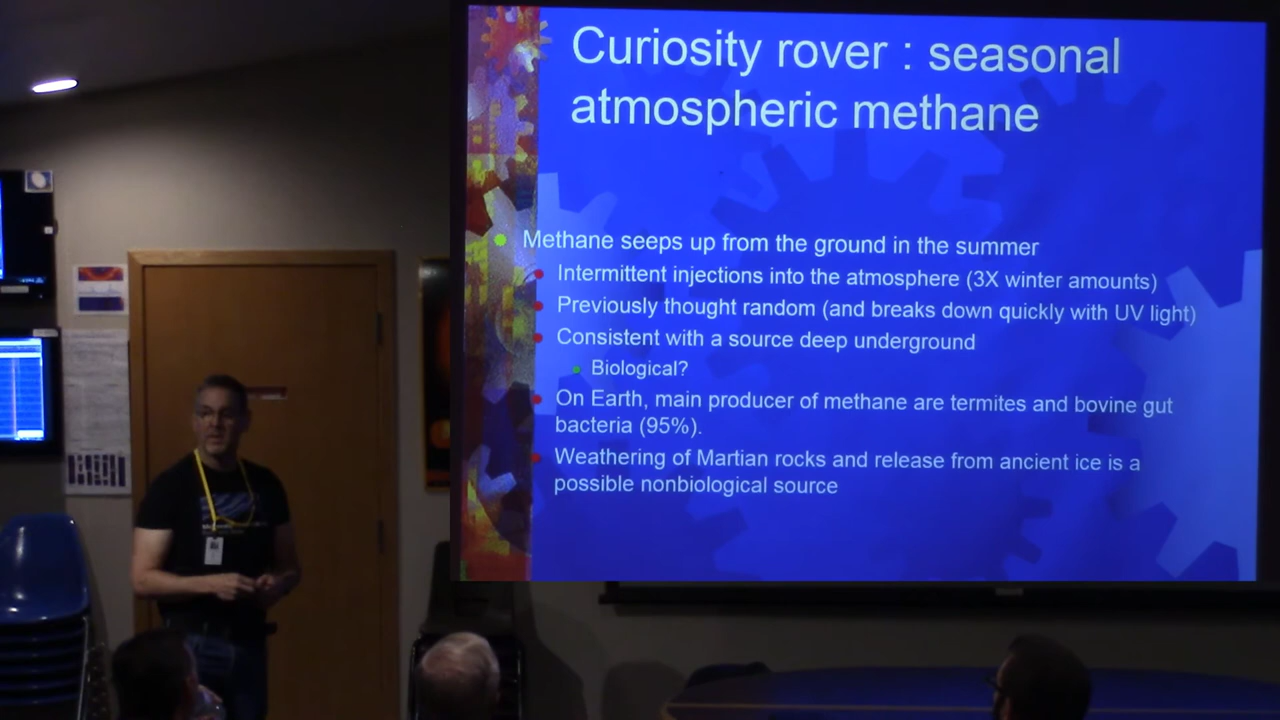 Curiosity rover : seasonal
atmospheric methane
Methane seeps up from the ground in the summer
Intermittent injections into the atmosphere (3X winter amounts)
Previously thought random (and breaks down quickly with UV light)
Consistent with a source deep underground
Biological?
On Earth, main producer of methane are termites and bovine gut
bacteria (95%).
Weathering of Martian rocks and release from ancient ice is a
possible nonbiological source